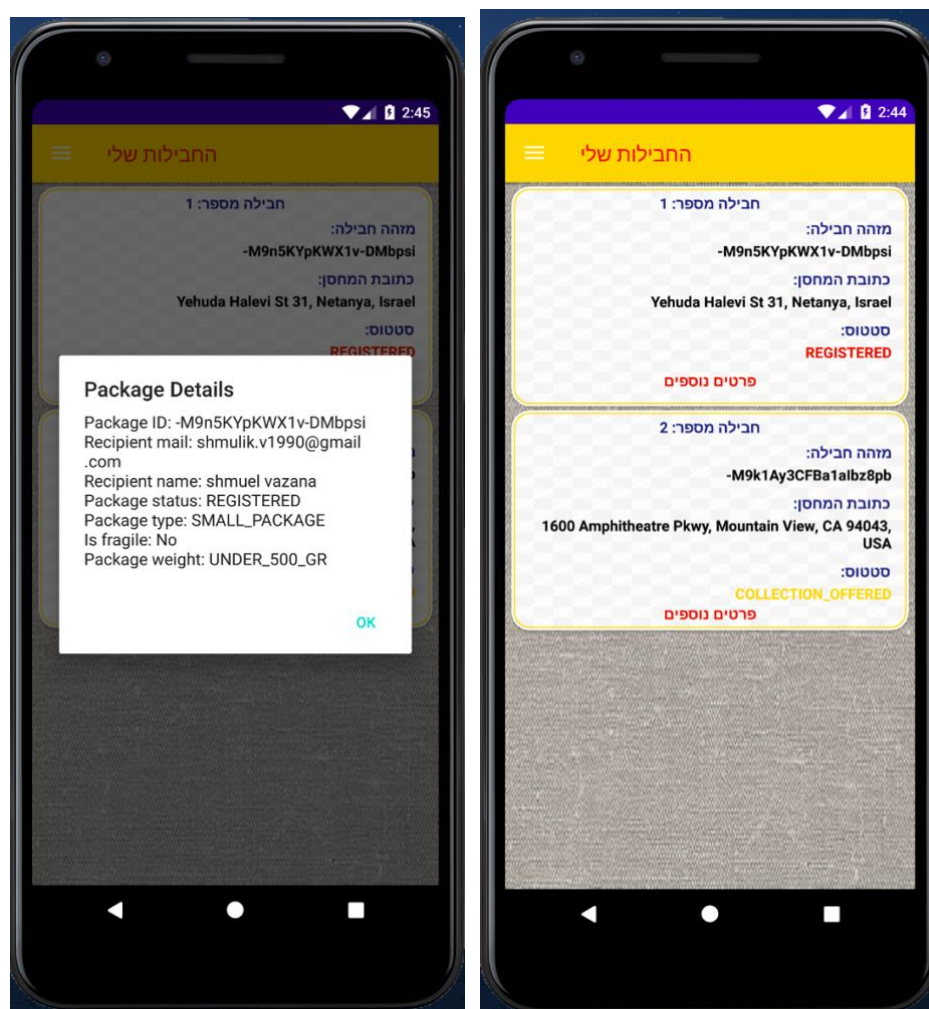 2:45
החבילות שלי
חבילה מספר: 1
מזהה חבילה:
-M9n5KYpKWX1v-DMbpsi
כתובת המחסן:
Yehuda Halevi St 31, Netanya, Israel
סטטוס:
REGISTERED
Package Details
Package ID: -M9n5KYpKWX1v-DMbpsi
Recipient mail: shmulik.v1990@gmail
.com
Recipient name: shmuel vazana
Package status: REGISTERED
Package type: SMALL_PACKAGE
Is fragile: No
Package weight: UNDER_500_GR
OK
2:44
החבילות שלי
חבילה מספר: 1
מזהה חבילה:
-M9n5KYpKWX1v-DMbpsi
כתובת המחסן:
Yehuda Halevi St 31, Netanya, Israel
סטטוס:
REGISTERED
פרטים נוספים
חבילה מספר: 2
מזהה חבילה:
-M9k1Ay3CFBa1albz8pb
כתובת המחסן:
1600 Amphitheatre Pkwy, Mountain View, CA 94043,
USA
סטטוס:
COLLECTION_OFFERED
פרטים נוספים